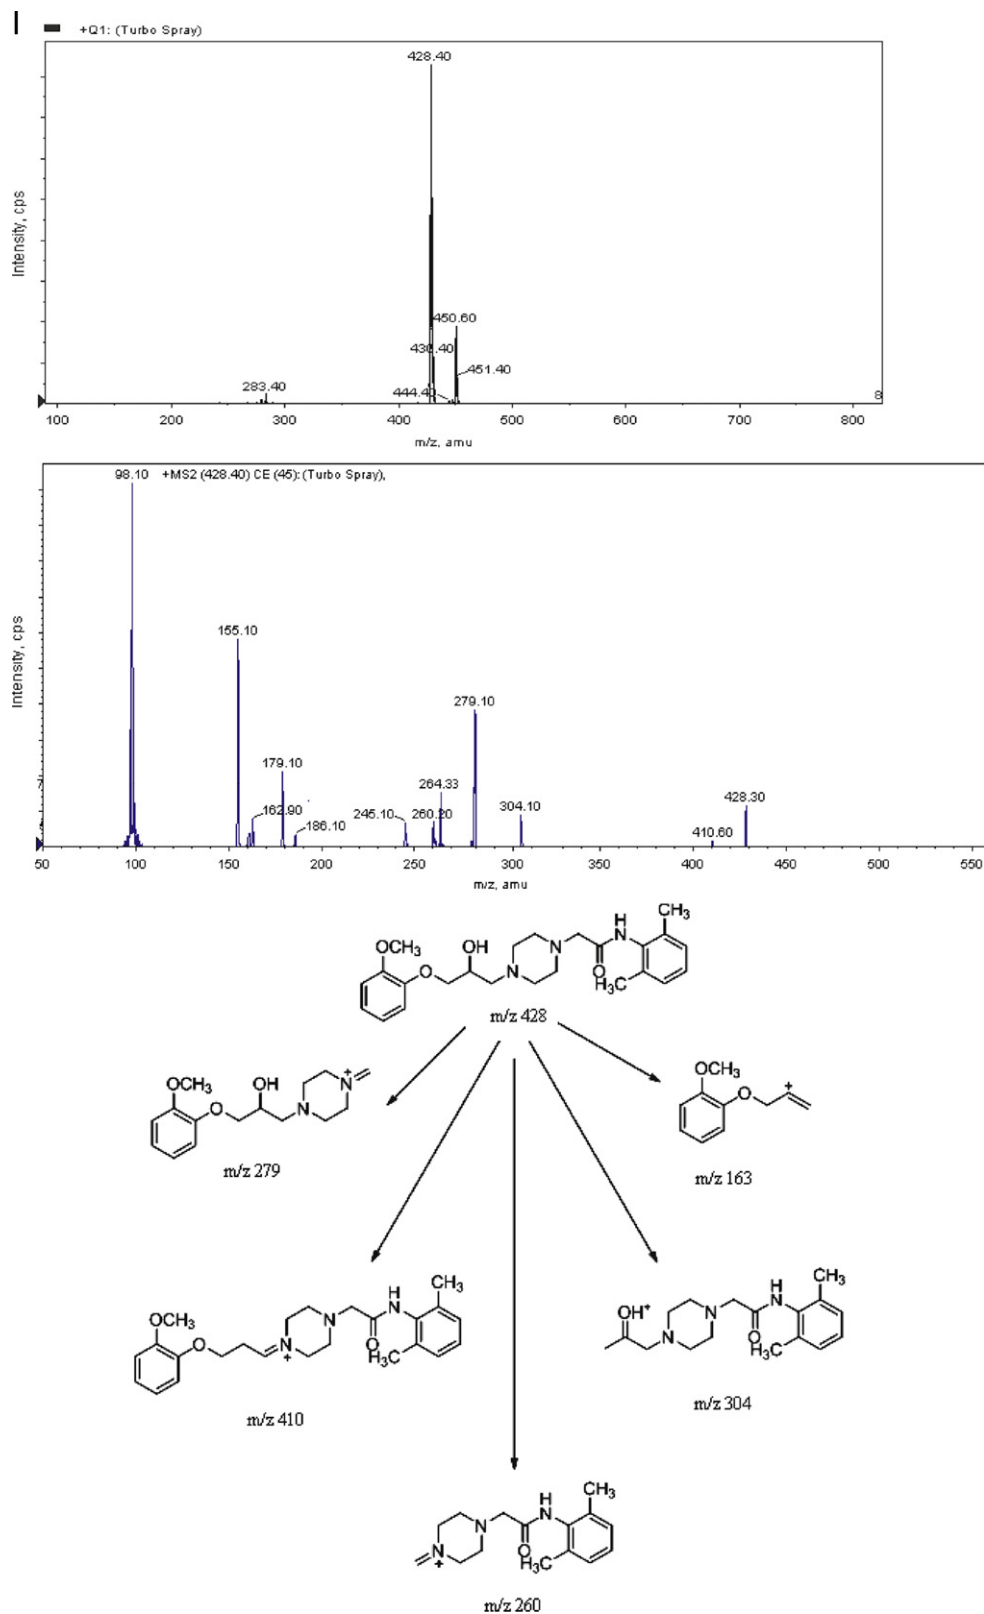 I
+Q1: (Turbo Spray)
428.40
450.60
430.40
451.40
444.40
283.40
8
Intensity, cps
100 200 300 400 500 600 700 800
m/z, amu
98.10 +MS2 (428.40) CE (45): (Turbo Spray),
155.10
279.10
179.10
264.33
162.90
186.10
245.10
260.20
304.10
428.30
410.60
Intensity, cps
50 100 150 200 250 300 350 400 450 500 550
m/z, amu
CH3
H
N
OH
N
OCH3
O
N
O
H3C
m/z 428
OCH3
OH
N
+
O
N
m/z 279
OCH3
+
O
m/z 163
CH3
H
N
N
OCH3
O
O
N
+
H3C
m/z 410
CH3
H
N
OH+
N
O
N
H3C
m/z 304
CH3
H
N
N
O
N
+
H3C
m/z 260